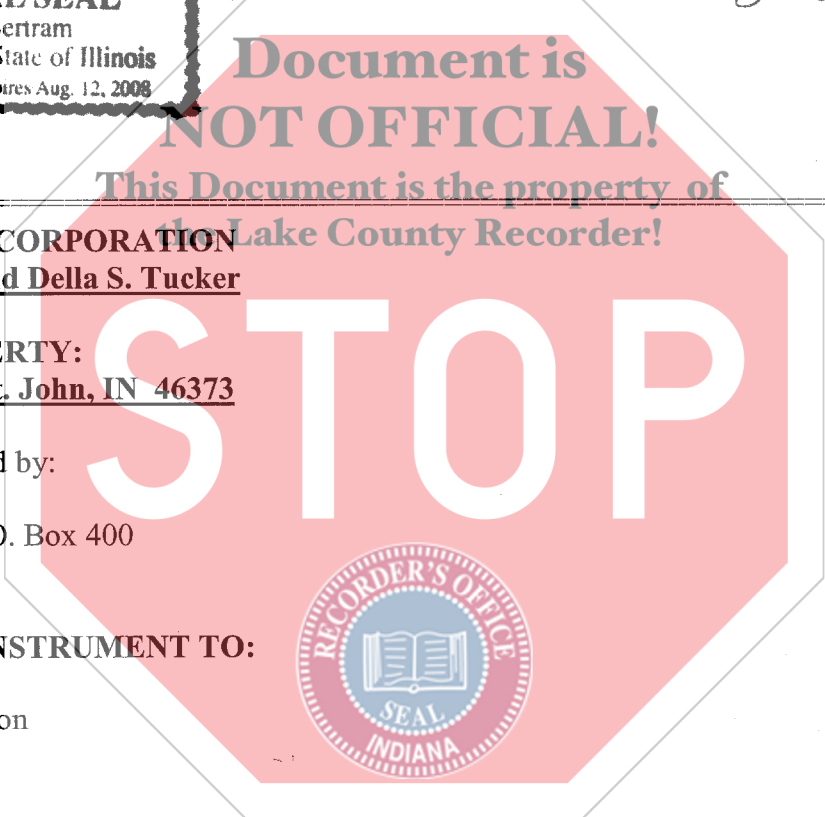 L SEAL
ertram
State of Illinois
ires Aug. 12, 2008
Document is
NOT OFFICIAL!
This Document is the property of
the Lake County Recorder!
CORPORATION
d Della S. Tucker
ERTY:
. John, IN 46373
d by:
. Box 400
NSTRUMENT TO:
on
STOP
RECORDER'S OFFICE
SEAL
INDIANA